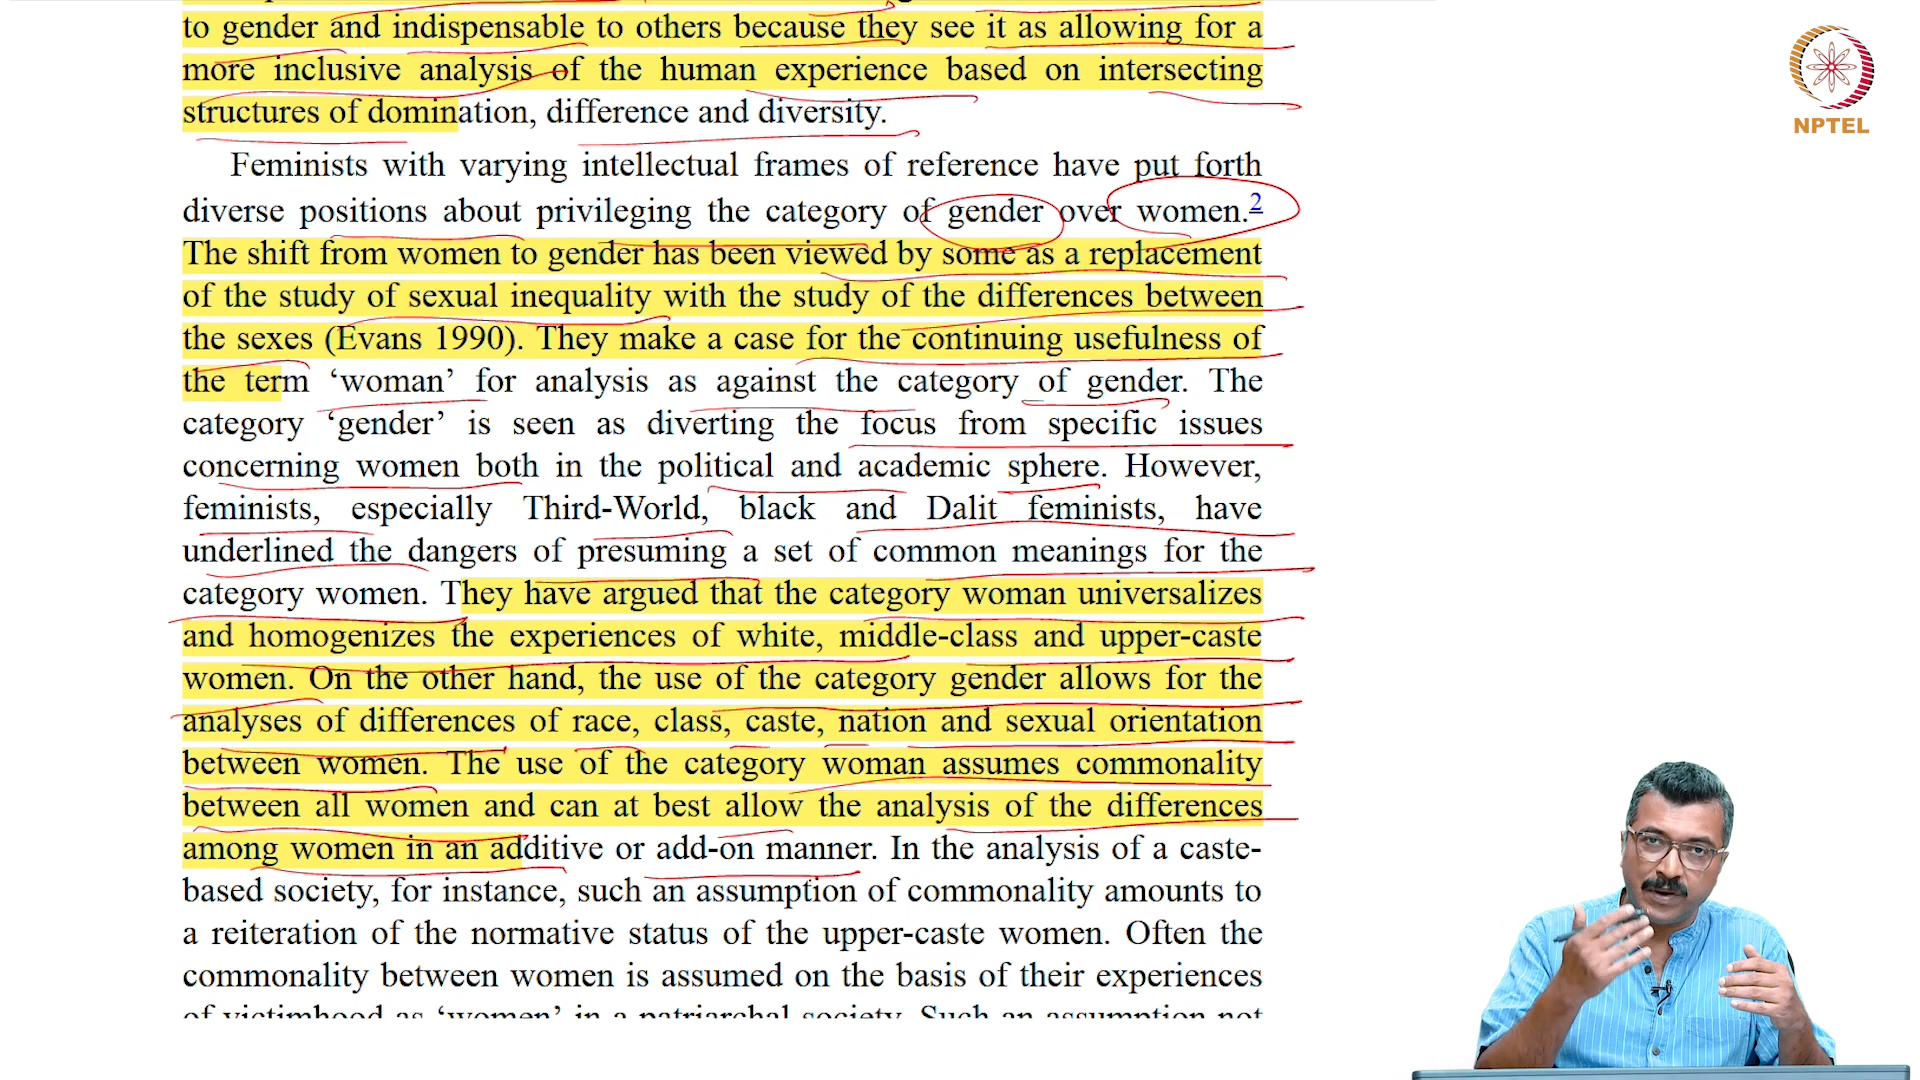 to gender and indispensable to others because they see it as allowing for a
more inclusive analysis of the human experience based on intersecting
structures of domination, difference and diversity.
Feminists with varying intellectual frames of reference have put forth
diverse positions about privileging the category of gender over women.2
The shift from women to gender has been viewed by some as a replacement
of the study of sexual inequality with the study of the differences between
the sexes (Evans 1990). They make a case for the continuing usefulness of
the term ‘woman’ for analysis as against the category of gender. The
category ‘gender’ is seen as diverting the focus from specific issues
concerning women both in the political and academic sphere. However,
feminists, especially Third-World, black and Dalit feminists, have
underlined the dangers of presuming a set of common meanings for the
category women. They have argued that the category woman universalizes
and homogenizes the experiences of white, middle-class and upper-caste
women. On the other hand, the use of the category gender allows for the
analyses of differences of race, class, caste, nation and sexual orientation
between women. The use of the category woman assumes commonality
between all women and can at best allow the analysis of the differences
among women in an additive or add-on manner. In the analysis of a caste-
based society, for instance, such an assumption of commonality amounts to
a reiteration of the normative status of the upper-caste women. Often the
commonality between women is assumed on the basis of their experiences
of victimhood as ‘women’ in a patriarchal society. Such an assumption not
NPTEL